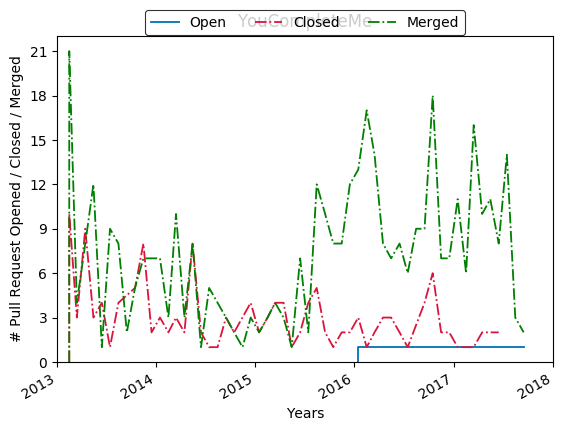 YouCompleteMe
Open Closed Merged
# Pull Request Opened / Closed / Merged
21
18
15
12
9
6
3
0
2013 2014 2015 2016 2017 2018
Years